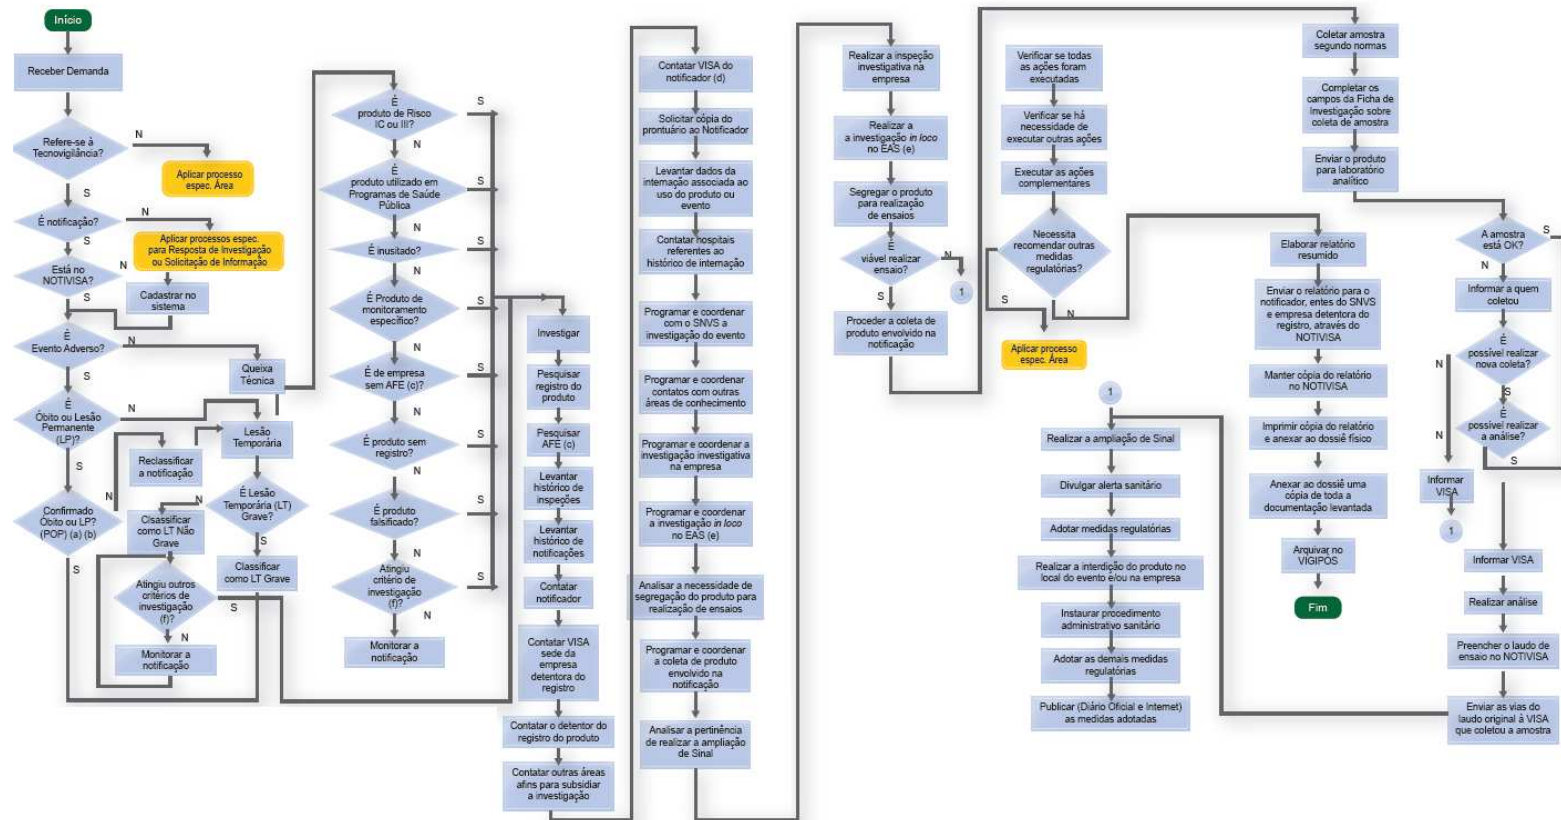 Início
Receber Demanda
Refere-se à
Tecnovigilância?
N
Aplicar processo
espec. Área
S
É notificação?
N
Aplicar processos espec.
para Resposta de Investigação
ou Solicitação de Informação
S
Está no
NOTIVISA?
N
Cadastrar no
sistema
S
É
Evento Adverso?
N
Queixa
Técnica
S
É
Óbito ou Lesão
Permanente
(LP)?
N
Lesão
Temporária
S
Reclassificar
a notificação
N
Confirmado
Óbito ou LP?
(POP) (a) (b)
S
É Lesão
Temporária (LT)
Grave?
N
Clsassificar
como LT Não
Grave
S
Classificar
como LT Grave
Atingiu outros
critérios de
investigação
(f)?
S
N
Monitorar a
notificação
É
produto de Risco
IC ou III?
S
N
É
produto utilizado em
Programas de Saúde
Pública
S
N
É inusitado?
S
N
É Produto de
monitoramento
específico?
S
N
É de empresa
sem AFE (c)?
S
N
É produto sem
registro?
S
N
É produto
falsificado?
S
N
Atingiu
critério de
investigação
(f)?
S
N
Monitorar a
notificação
Investigar
Pesquisar
registro do
produto
Pesquisar
AFE (c)
Levantar
histórico de
inspeções
Levantar
histórico de
notificações
Contatar
notificador
Contatar VISA
sede da
empresa
detentora do
registro
Contatar o detentor do
registro do produto
Contatar outras áreas
afins para subsidiar
a investigação
Contatar VISA do
notificador (d)
Solicitar cópia do
prontuário ao Notificador
Levantar dados da
internação associada ao
uso do produto ou
evento
Contatar hospitais
referentes ao
histórico de internação
Programar e coordenar
com o SNVS a
investigação do evento
Programar e coordenar
contatos com outras
áreas de conhecimento
Programar e coordenar a
investigação investigativa
na empresa
Programar e coordenar
a investigação in loco
no EAS (e)
Analisar a necessidade de
segregação do produto para
realização de ensaios
Programar e coordenar
a coleta de produto
envolvido na
notificação
Analisar a pertinência
de realizar a ampliação
de Sinal
Realizar a inspeção
investigativa na
empresa
Realizar a
a investigação in loco
no EAS (e)
Segregar o produto
para realização
de ensaios
É
viável realizar
ensaio?
N
1
S
Proceder a coleta de
produto envolvido na
notificação
Verificar se todas
as ações foram
executadas
Verificar se há
necessidade de
executar outras ações
Executar as ações
complementares
Necessita
recomendar outras
medidas
regulatórias?
S
N
Aplicar processo
espec. Área
1
Realizar a ampliação de Sinal
Divulgar alerta sanitário
Adotar medidas regulatórias
Realizar a interdição do produto no
local do evento e/ou na empresa
Instaurar procedimento
administrativo sanitário
Adotar as demais medidas
regulatórias
Publicar (Diário Oficial e Internet)
as medidas adotadas
Coletar amostra
segundo normas
Completar os
campos da Ficha de
Investigação sobre
coleta de amostra
Enviar o produto
para laboratório
analítico
Elaborar relatório
resumido
Enviar o relatório para o
notificador, entes do SNVS
e empresa detentora do
registro, através do
NOTIVISA
Manter cópia do relatório
no NOTIVISA
Imprimir cópia do relatório
e anexar ao dossiê físico
Anexar ao dossiê uma
cópia de toda a
documentação levantada
Arquivar no
VIGIPOS
Fim
A amostra
está OK?
S
N
Informar a quem
coletou
É
possível realizar
nova coleta?
N
S
É
possível realizar
a análise?
N
S
Informar
VISA
1
Informar VISA
Realizar análise
Preencher o laudo de
ensaio no NOTIVISA
Enviar as vias do
laudo original à VISA
que coletou a amostra